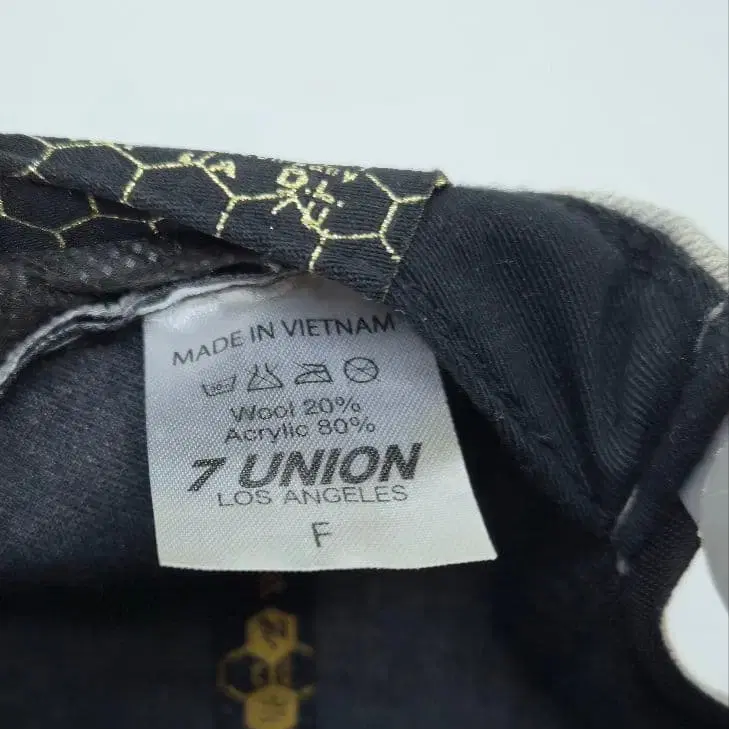 MADE IN VIETNAM
Wool 20%
Acrylic 80%
7 UNION
LOS ANGELES
F